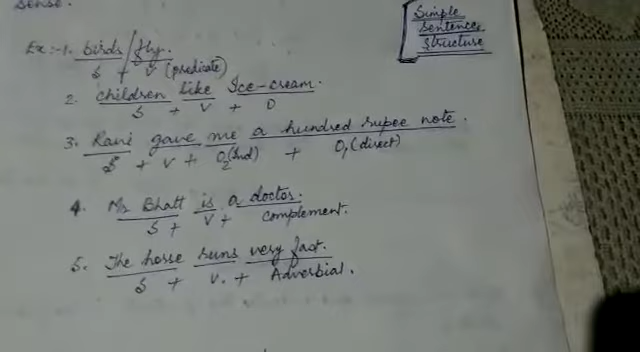 sense.
Simple
Sentence
Structure
Ex:-1. birds/fly.
S + V (predicate)
2. children like Ice-cream.
S + V + O
3. Rani gave me a hundred rupee note.
S + V + O2(Ind) + O1(direct)
4. Mr Bhatt is a doctor.
S + V + complement.
5. The horse runs very fast.
S + V. + Adverbial.